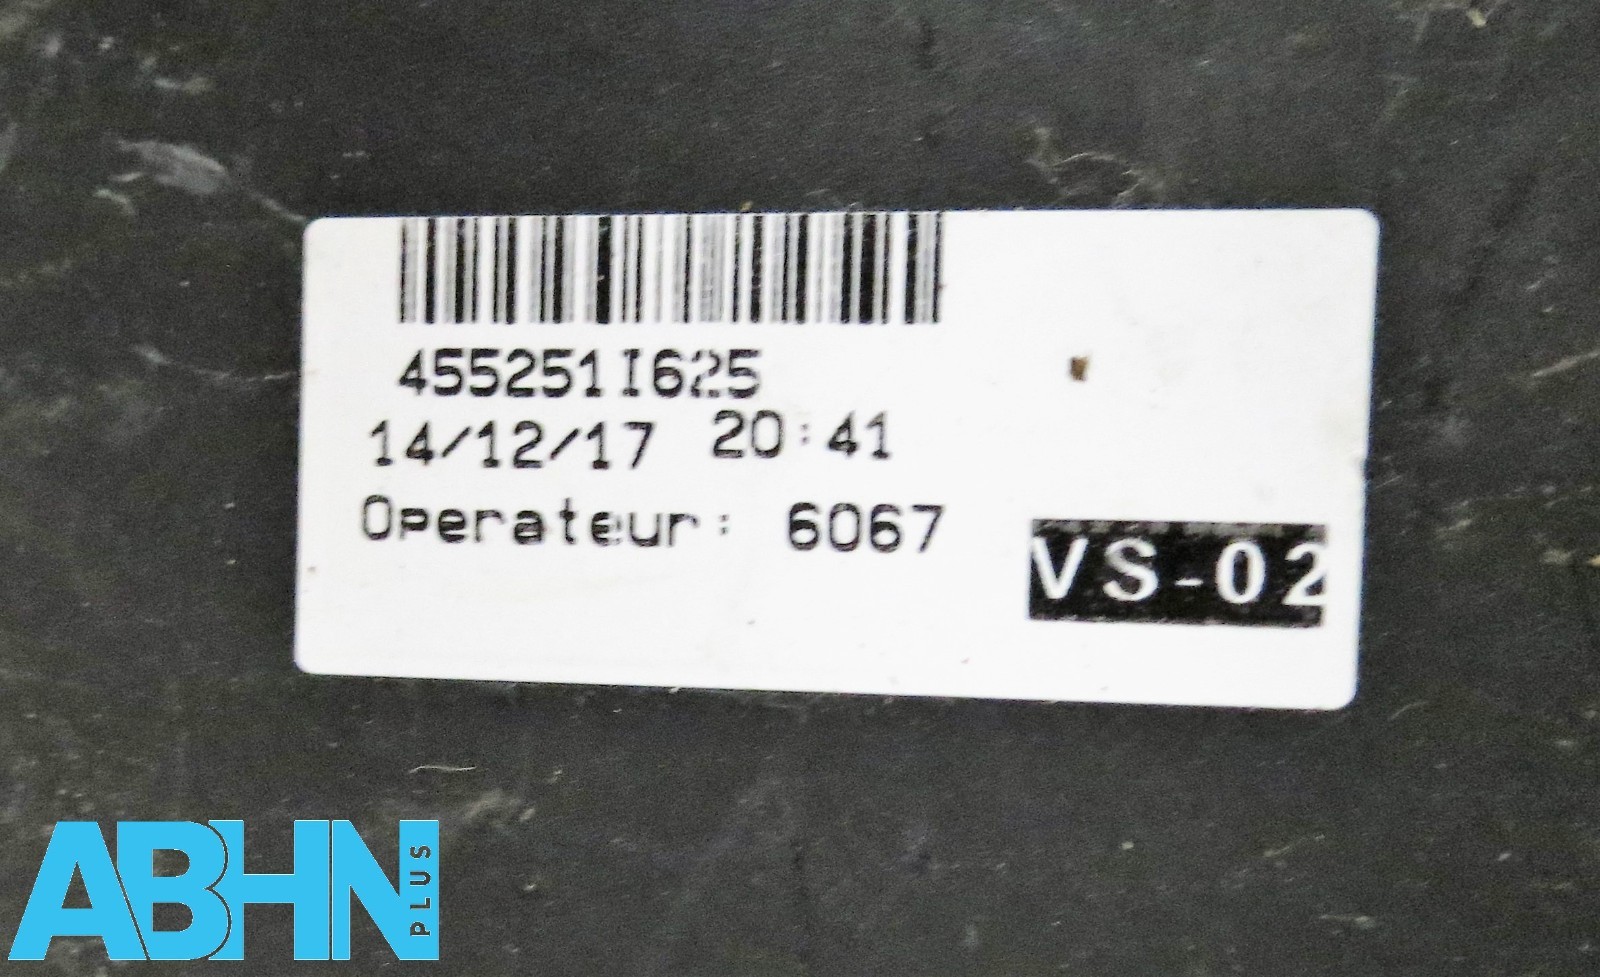 455251I625
14/12/17 20:41
Operateur: 6067
VS-02
ABHN PLUS